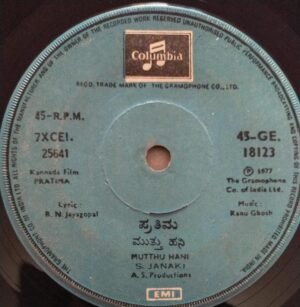 Columbia
REGD. TRADE MARK OF THE GRAMOPHONE CO., LTD.
45-R.P.M.
7XCEI.
25641
45-GE.
18123
Kannada Film
PRATIMA
℗ 1977
The Gramophone
Co. of India Ltd.
Lyric:
R. N. Jayagopal
Music:
Ranu Ghosh
ಪ್ರತಿಮಾ
ಮುತ್ತು ಹನಿ
MUTTHU HANI
S. JANAKI
A. S. Productions
EMI